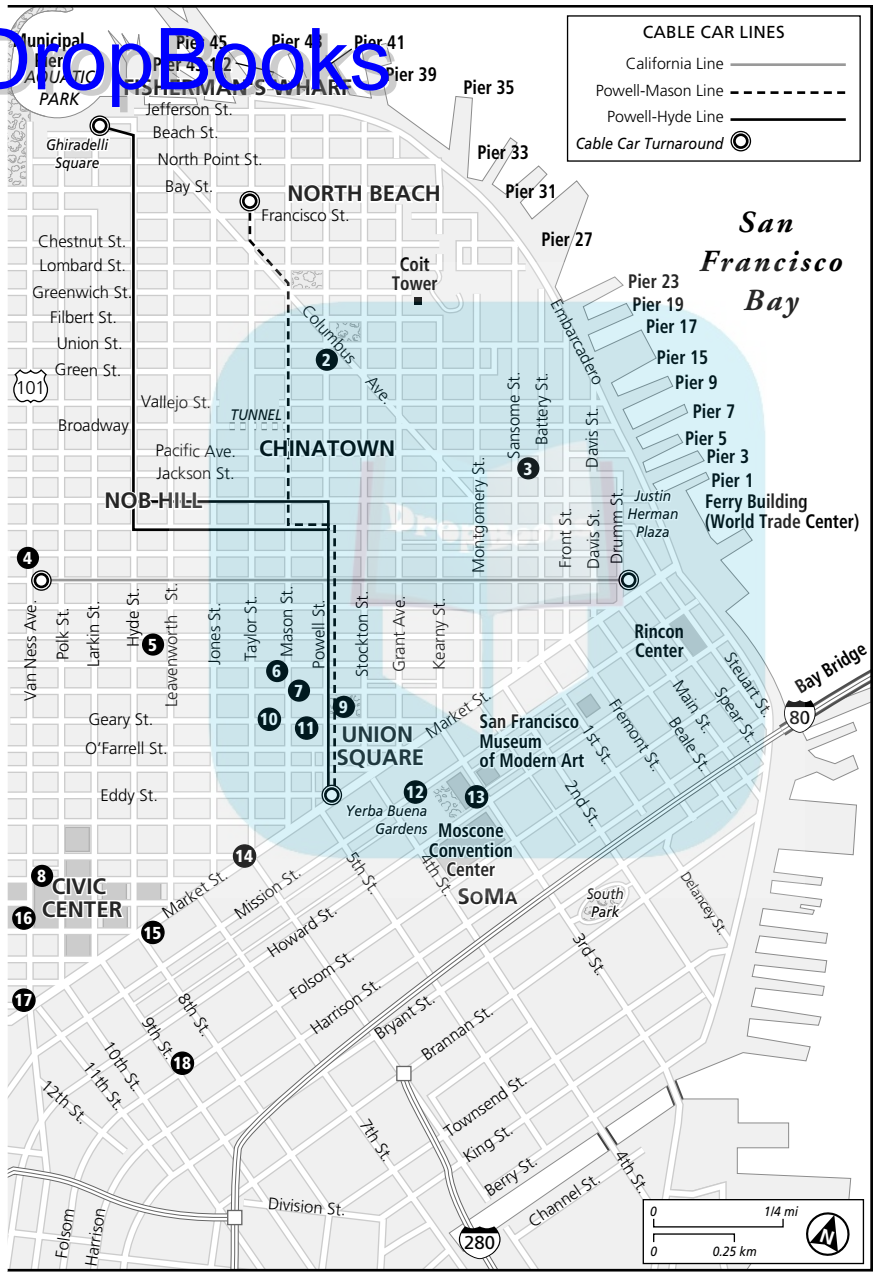 DropBooks
Municipal
Pier
Pier 45
Pier 43
Pier 41
Pier 39
AQUATIC
PARK
FISHERMAN'S WHARF
Pier 35
Pier 33
Pier 31
Pier 27
CABLE CAR LINES
California Line
Powell-Mason Line
Powell-Hyde Line
Cable Car Turnaround
Ghiradelli
Square
Jefferson St.
Beach St.
North Point St.
Bay St.
NORTH BEACH
Francisco St.
San
Francisco
Bay
Chestnut St.
Lombard St.
Greenwich St.
Filbert St.
Union St.
Green St.
101
Coit
Tower
Columbus
Ave.
2
Embarcadero
Pier 23
Pier 19
Pier 17
Pier 15
Pier 9
Pier 7
Pier 5
Pier 3
Pier 1
Ferry Building
(World Trade Center)
Vallejo St.
TUNNEL
Broadway
CHINATOWN
Pacific Ave.
Jackson St.
NOB HILL
Sansome St.
Battery St.
Davis St.
3
Montgomery St.
DropBooks
Front St.
Davis St.
Drumm St.
Justin
Herman
Plaza
4
Van Ness Ave.
Polk St.
Larkin St.
Hyde St.
5
Leavenworth St.
Jones St.
Taylor St.
Mason St.
Powell St.
Stockton St.
Grant Ave.
Kearny St.
Rincon
Center
6
7
9
10
11
Geary St.
O'Farrell St.
Eddy St.
UNION
SQUARE
Market St.
San Francisco
Museum
of Modern Art
1st St.
Fremont St.
Main St.
Beale St.
Spear St.
Steuart St.
Bay Bridge
80
12
13
Yerba Buena
Gardens
Moscone
Convention
Center
2nd St.
14
8
CIVIC
CENTER
16
15
17
Market St.
Mission St.
5th St.
4th St.
SOMA
South
Park
Delancey St.
Howard St.
Folsom St.
Harrison St.
Bryant St.
Brannan St.
3rd St.
8th St.
9th St.
18
10th St.
11th St.
12th St.
7th St.
Townsend St.
King St.
Berry St.
Channel St.
4th St.
Division St.
Folsom
Harrison
280
0 1/4 mi
0 0.25 km
N